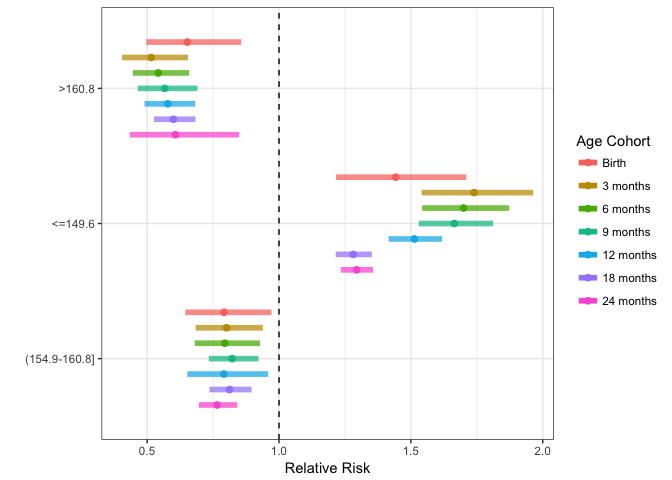 >160.8
<=149.6
(154.9-160.8]
0.5
1.0
1.5
2.0
Relative Risk
Age Cohort
Birth
3 months
6 months
9 months
12 months
18 months
24 months